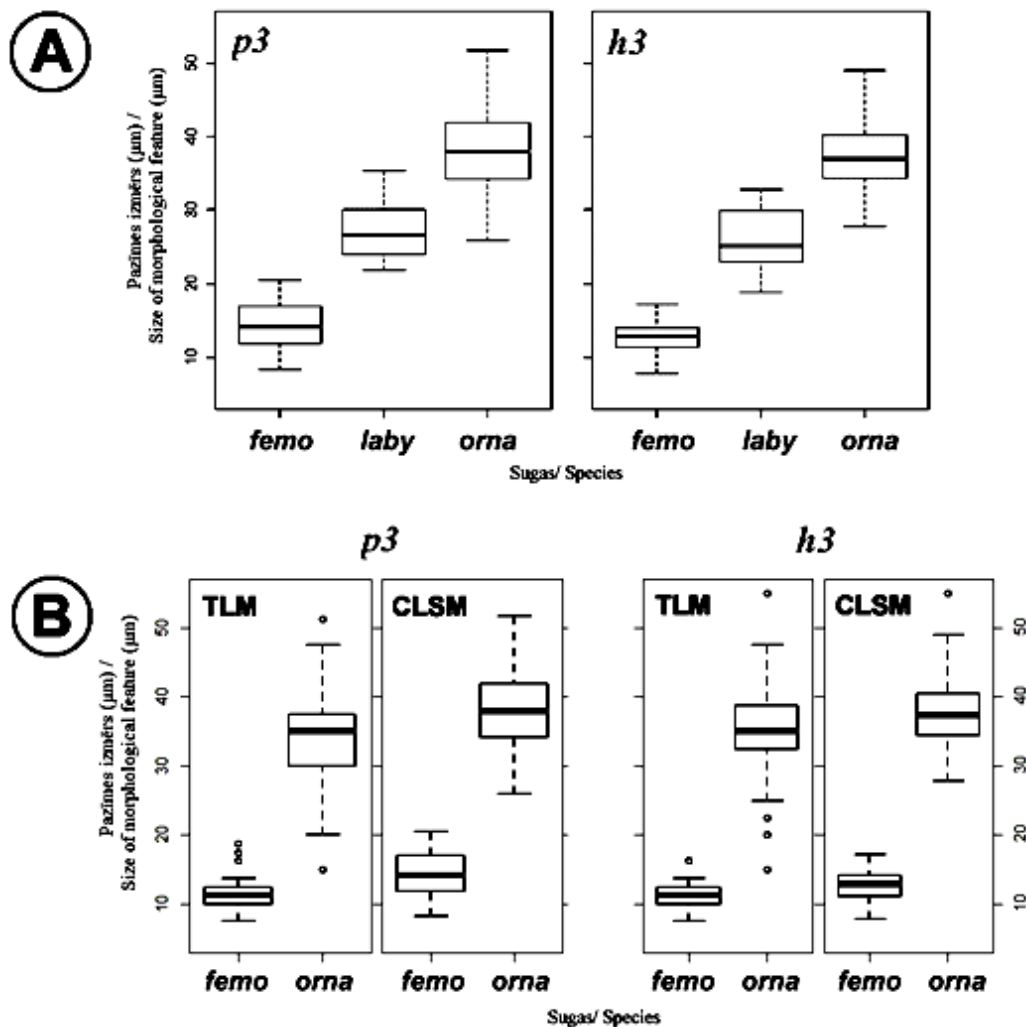 A
p3
h3
Pazīmes izmērs (µm) /
Size of morphological feature (µm)
50
40
30
20
10
femo laby orna
femo laby orna
Sugas/ Species
B
p3
h3
TLM
CLSM
TLM
CLSM
Pazīmes izmērs (µm) /
Size of morphological feature (µm)
50
40
30
20
10
50
40
30
20
10
femo orna
femo orna
femo orna
femo orna
Sugas/ Species